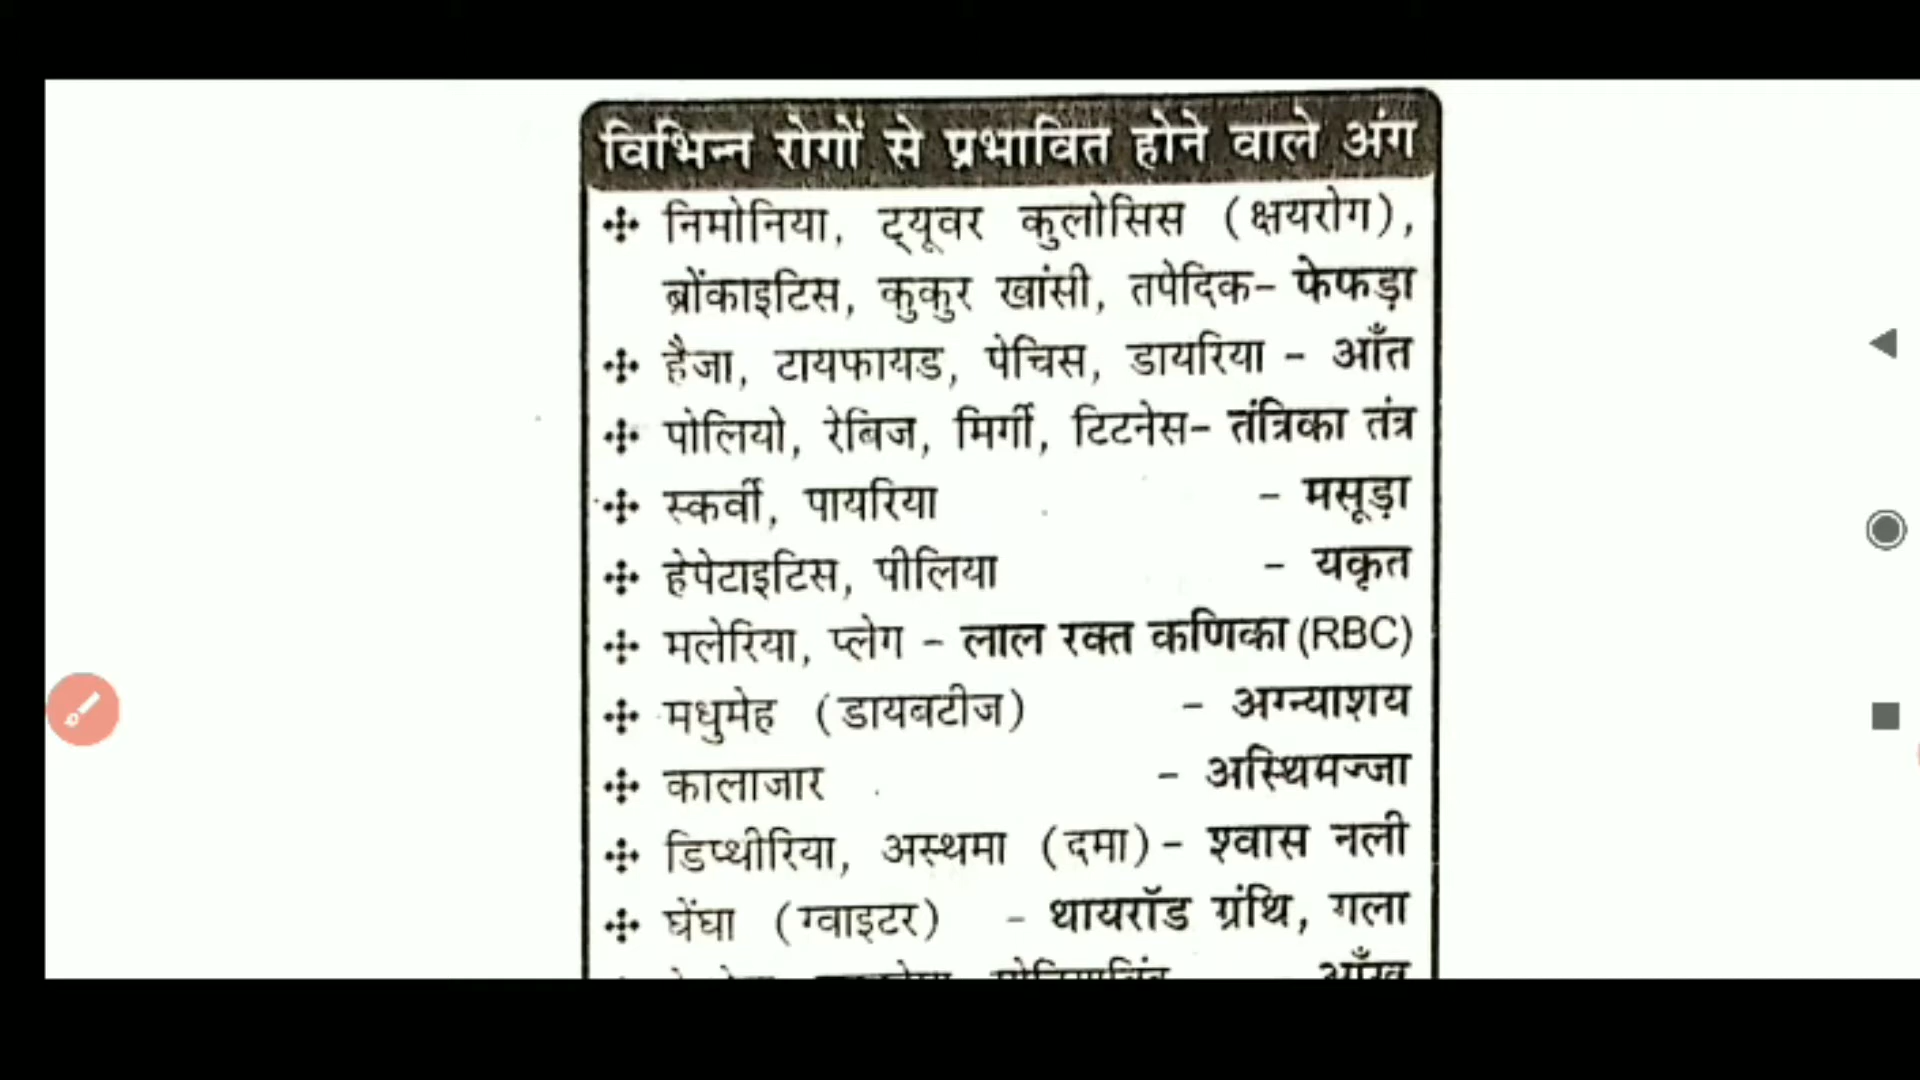 विभिन्न रोगों से प्रभावित होने वाले अंग
निमोनिया, ट्यूवर कुलोसिस (क्षयरोग),
ब्रोंकाइटिस, कुकुर खांसी, तपेदिक- फेफड़ा
हैजा, टायफायड, पेचिस, डायरिया - आँत
पोलियो, रेबिज, मिर्गी, टिटनेस- तंत्रिका तंत्र
स्कर्वी, पायरिया - मसूड़ा
हेपेटाइटिस, पीलिया - यकृत
मलेरिया, प्लेग - लाल रक्त कणिका (RBC)
मधुमेह (डायबटीज) - अग्न्याशय
कालाजार - अस्थिमज्जा
डिप्थीरिया, अस्थमा (दमा) - श्वास नली
घेंघा (ग्वाइटर) - थायरॉड ग्रंथि, गला
आँख